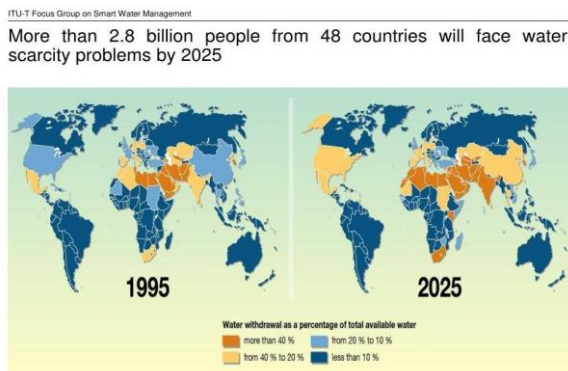 ITU-T Focus Group on Smart Water Management
More than 2.8 billion people from 48 countries will face water
scarcity problems by 2025
1995
2025
Water withdrawal as a percentage of total available water
more than 40 %
from 20 % to 10 %
from 40 % to 20 %
less than 10 %